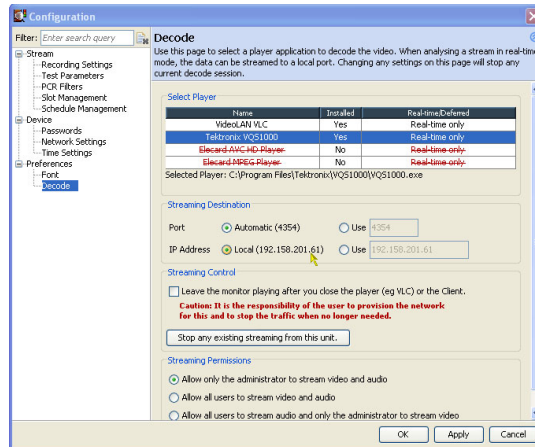 Configuration
Filter: Enter search query
Stream
Recording Settings
Test Parameters
PCR Filters
Slot Management
Schedule Management
Device
Passwords
Network Settings
Time Settings
Preferences
Font
Decode
Decode
Use this page to select a player application to decode the video. When analysing a stream in real-time
mode, the data can be streamed to a local port. Changing any settings on this page will stop any
current decode session.
Select Player
Name Installed Real-time/Deferred
VideoLAN VLC Yes Real-time only
Tektronix VQS1000 Yes Real-time only
Elecard AVC HD Player No Real-time only
Elecard MPEG Player No Real-time only
Selected Player: C:\Program Files\Tektronix\VQS1000\VQS1000.exe
Streaming Destination
Port Automatic (4354) Use 4354
IP Address Local (192.158.201.61) Use 192.158.201.61
Streaming Control
Leave the monitor playing after you close the player (eg VLC) or the Client.
Caution: It is the responsibility of the user to provision the network
for this and to stop the traffic when no longer needed.
Stop any existing streaming from this unit.
Streaming Permissions
Allow only the administrator to stream video and audio
Allow all users to stream video and audio
Allow all users to stream audio and only the administrator to stream video
OK Apply Cancel